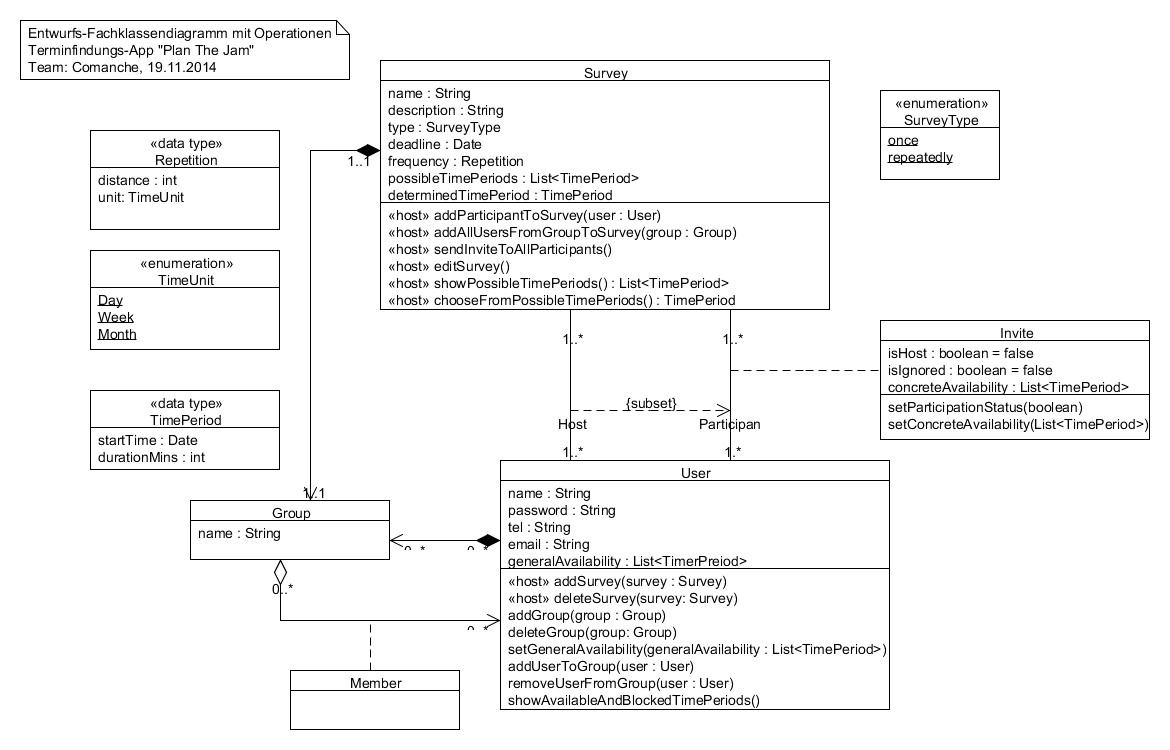 Entwurfs-Fachklassendiagramm mit Operationen
Terminfindungs-App "Plan The Jam"
Team: Comanche, 19.11.2014
Survey
name : String
description : String
type : SurveyType
deadline : Date
frequency : Repetition
possibleTimePeriods : List<TimePeriod>
determinedTimePeriod : TimePeriod
«host» addParticipantToSurvey(user : User)
«host» addAllUsersFromGroupToSurvey(group : Group)
«host» sendInviteToAllParticipants()
«host» editSurvey()
«host» showPossibleTimePeriods() : List<TimePeriod>
«host» chooseFromPossibleTimePeriods() : TimePeriod
«enumeration»
SurveyType
once
repeatedly
«data type»
Repetition
distance : int
unit: TimeUnit
1..1
«enumeration»
TimeUnit
Day
Week
Month
1..*
1..*
Invite
isHost : boolean = false
isIgnored : boolean = false
concreteAvailability : List<TimePeriod>
setParticipationStatus(boolean)
setConcreteAvailability(List<TimePeriod>)
«data type»
TimePeriod
startTime : Date
durationMins : int
{subset}
Host
Participan
1..*
1.*
1..1
Group
name : String
0..*
0..*
User
name : String
password : String
tel : String
email : String
generalAvailability : List<TimerPreiod>
«host» addSurvey(survey : Survey)
«host» deleteSurvey(survey: Survey)
addGroup(group : Group)
deleteGroup(group: Group)
setGeneralAvailability(generalAvailability : List<TimePeriod>)
addUserToGroup(user : User)
removeUserFromGroup(user : User)
showAvailableAndBlockedTimePeriods()
0..*
0..*
Member